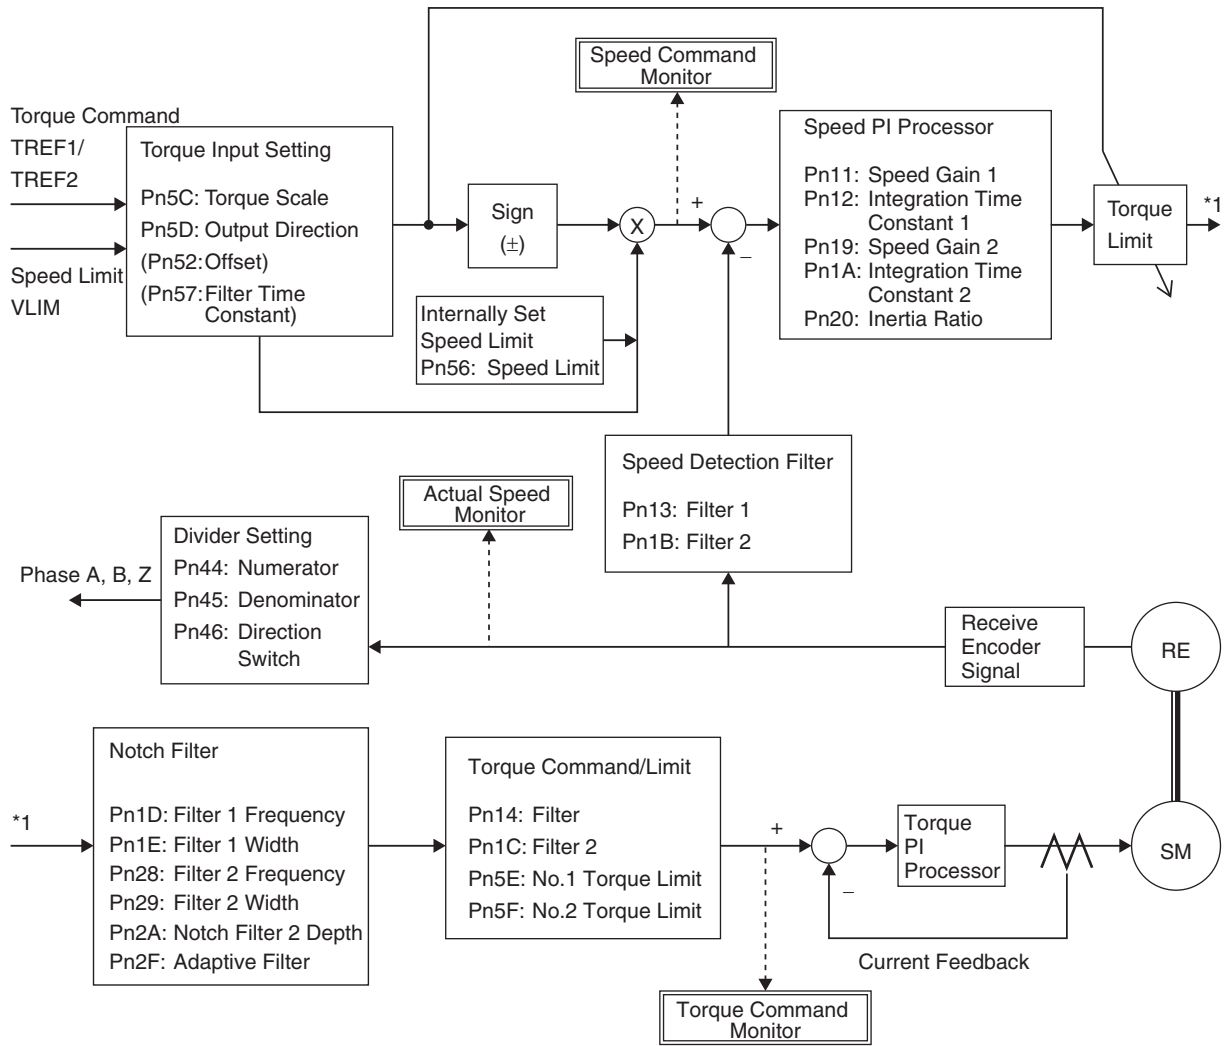 Speed Command
Monitor
Torque Command
TREF1/
TREF2
Speed Limit
VLIM
Torque Input Setting
Pn5C: Torque Scale
Pn5D: Output Direction
(Pn52: Offset)
(Pn57: Filter Time
Constant)
Sign
(±)
X
+
−
Internally Set
Speed Limit
Pn56: Speed Limit
Speed PI Processor
Pn11: Speed Gain 1
Pn12: Integration Time
Constant 1
Pn19: Speed Gain 2
Pn1A: Integration Time
Constant 2
Pn20: Inertia Ratio
Torque
Limit
*1
Speed Detection Filter
Pn13: Filter 1
Pn1B: Filter 2
Actual Speed
Monitor
Divider Setting
Pn44: Numerator
Pn45: Denominator
Pn46: Direction
Switch
Phase A, B, Z
Receive
Encoder
Signal
RE
*1
Notch Filter
Pn1D: Filter 1 Frequency
Pn1E: Filter 1 Width
Pn28: Filter 2 Frequency
Pn29: Filter 2 Width
Pn2A: Notch Filter 2 Depth
Pn2F: Adaptive Filter
Torque Command/Limit
Pn14: Filter
Pn1C: Filter 2
Pn5E: No.1 Torque Limit
Pn5F: No.2 Torque Limit
+
−
Torque
PI
Processor
SM
Current Feedback
Torque Command
Monitor